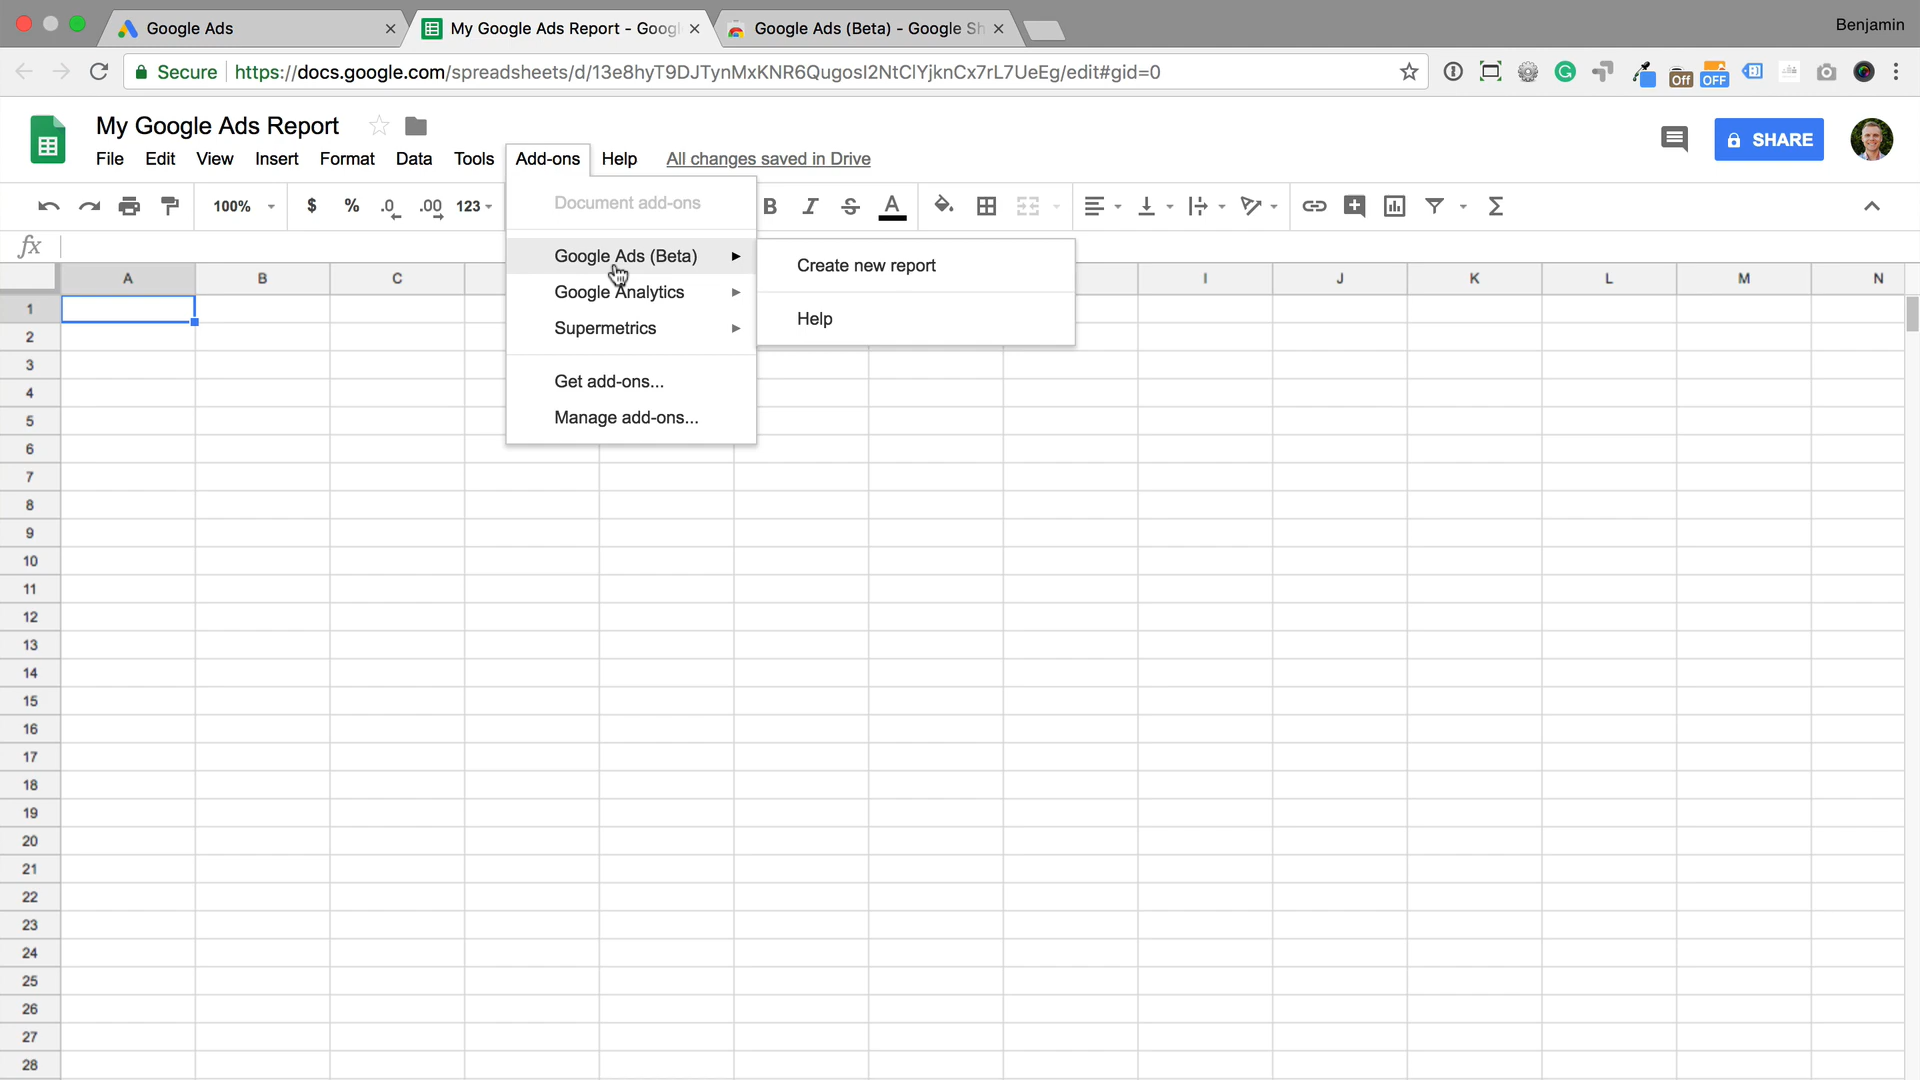 Google Ads
My Google Ads Report - Googl
Google Ads (Beta) - Google Sh
Benjamin
Secure
https://docs.google.com/spreadsheets/d/13e8hyT9DJTynMxKNR6QugosI2NtClYjknCx7rL7UeEg/edit#gid=0
Off
OFF
My Google Ads Report
SHARE
File Edit View Insert Format Data Tools Add-ons Help All changes saved in Drive
100% $ % .0 .00 123 B I S A Σ
Document add-ons
fx
Google Ads (Beta)
Create new report
Google Analytics
Help
Supermetrics
Get add-ons...
Manage add-ons...
A B C I J K L M N
1
2
3
4
5
6
7
8
9
10
11
12
13
14
15
16
17
18
19
20
21
22
23
24
25
26
27
28